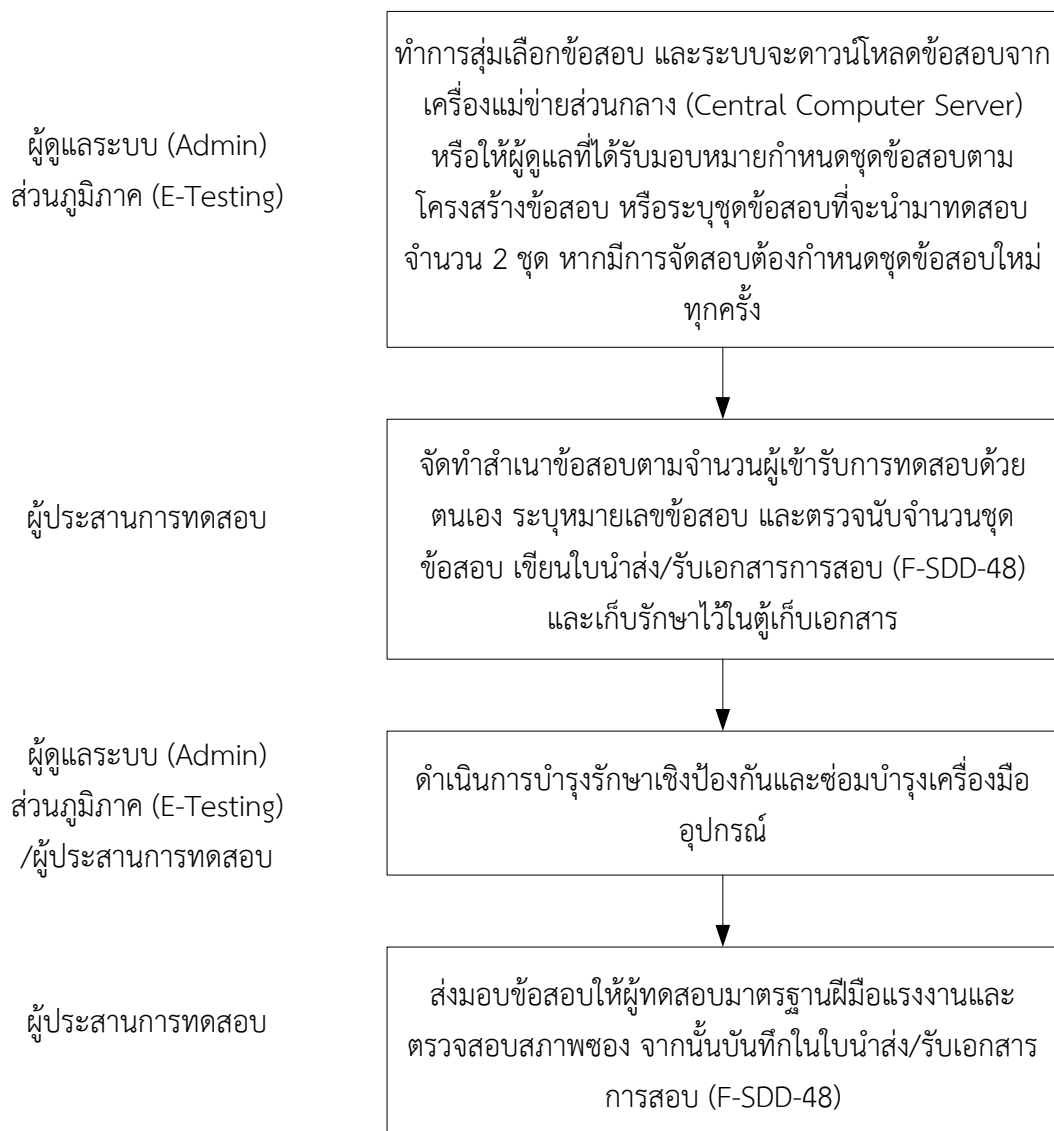 ผู้ดูแลระบบ (Admin)
ส่วนภูมิภาค (E-Testing)
ทำการสุ่มเลือกข้อสอบ และระบบจะดาวน์โหลดข้อสอบจาก
เครื่องแม่ข่ายส่วนกลาง (Central Computer Server)
หรือให้ผู้ดูแลที่ได้รับมอบหมายกำหนดชุดข้อสอบตาม
โครงสร้างข้อสอบ หรือระบุชุดข้อสอบที่จะนำมาทดสอบ
จำนวน 2 ชุด หากมีการจัดสอบต้องกำหนดชุดข้อสอบใหม่
ทุกครั้ง
ผู้ประสานการทดสอบ
จัดทำสำเนาข้อสอบตามจำนวนผู้เข้ารับการทดสอบด้วย
ตนเอง ระบุหมายเลขข้อสอบ และตรวจนับจำนวนชุด
ข้อสอบ เขียนใบนำส่ง/รับเอกสารการสอบ (F-SDD-48)
และเก็บรักษาไว้ในตู้เก็บเอกสาร
ผู้ดูแลระบบ (Admin)
ส่วนภูมิภาค (E-Testing)
/ผู้ประสานการทดสอบ
ดำเนินการบำรุงรักษาเชิงป้องกันและซ่อมบำรุงเครื่องมือ
อุปกรณ์
ผู้ประสานการทดสอบ
ส่งมอบข้อสอบให้ผู้ทดสอบมาตรฐานฝีมือแรงงานและ
ตรวจสอบสภาพซอง จากนั้นบันทึกในใบนำส่ง/รับเอกสาร
การสอบ (F-SDD-48)